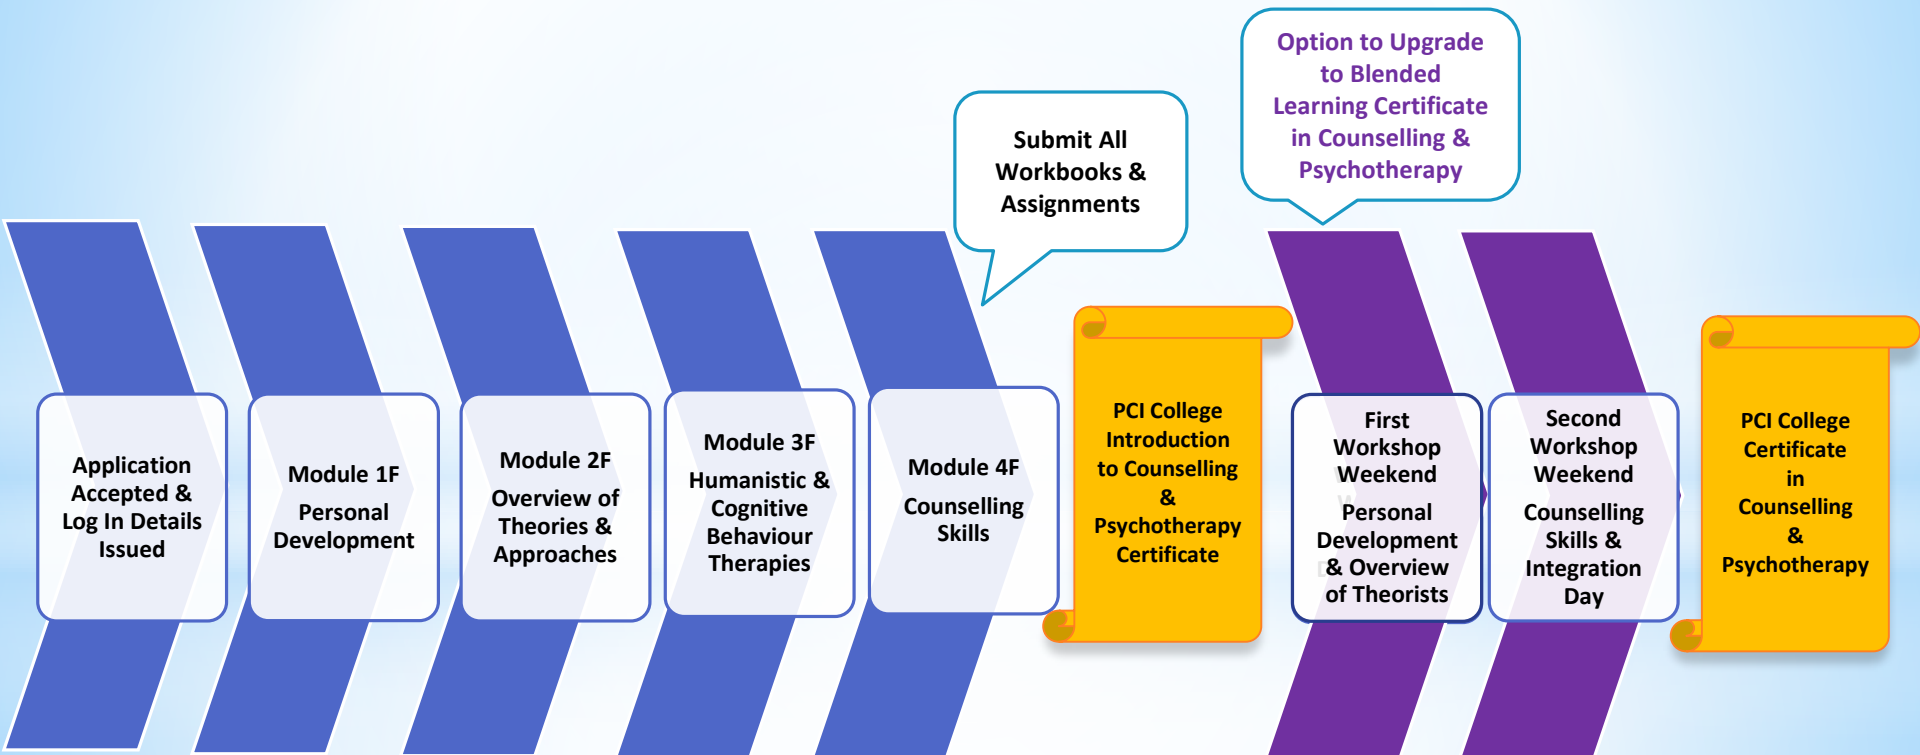 Option to Upgrade
to Blended
Learning Certificate
in Counselling &
Psychotherapy
Submit All
Workbooks &
Assignments
Application
Accepted &
Log In Details
Issued
Module 1F
Personal
Development
Module 2F
Overview of
Theories &
Approaches
Module 3F
Humanistic &
Cognitive
Behaviour
Therapies
Module 4F
Counselling
Skills
PCI College
Introduction
to Counselling
&
Psychotherapy
Certificate
First
Workshop
Weekend
Personal
Development
& Overview
of Theorists
Second
Workshop
Weekend
Counselling
Skills &
Integration
Day
PCI College
Certificate
in
Counselling
&
Psychotherapy